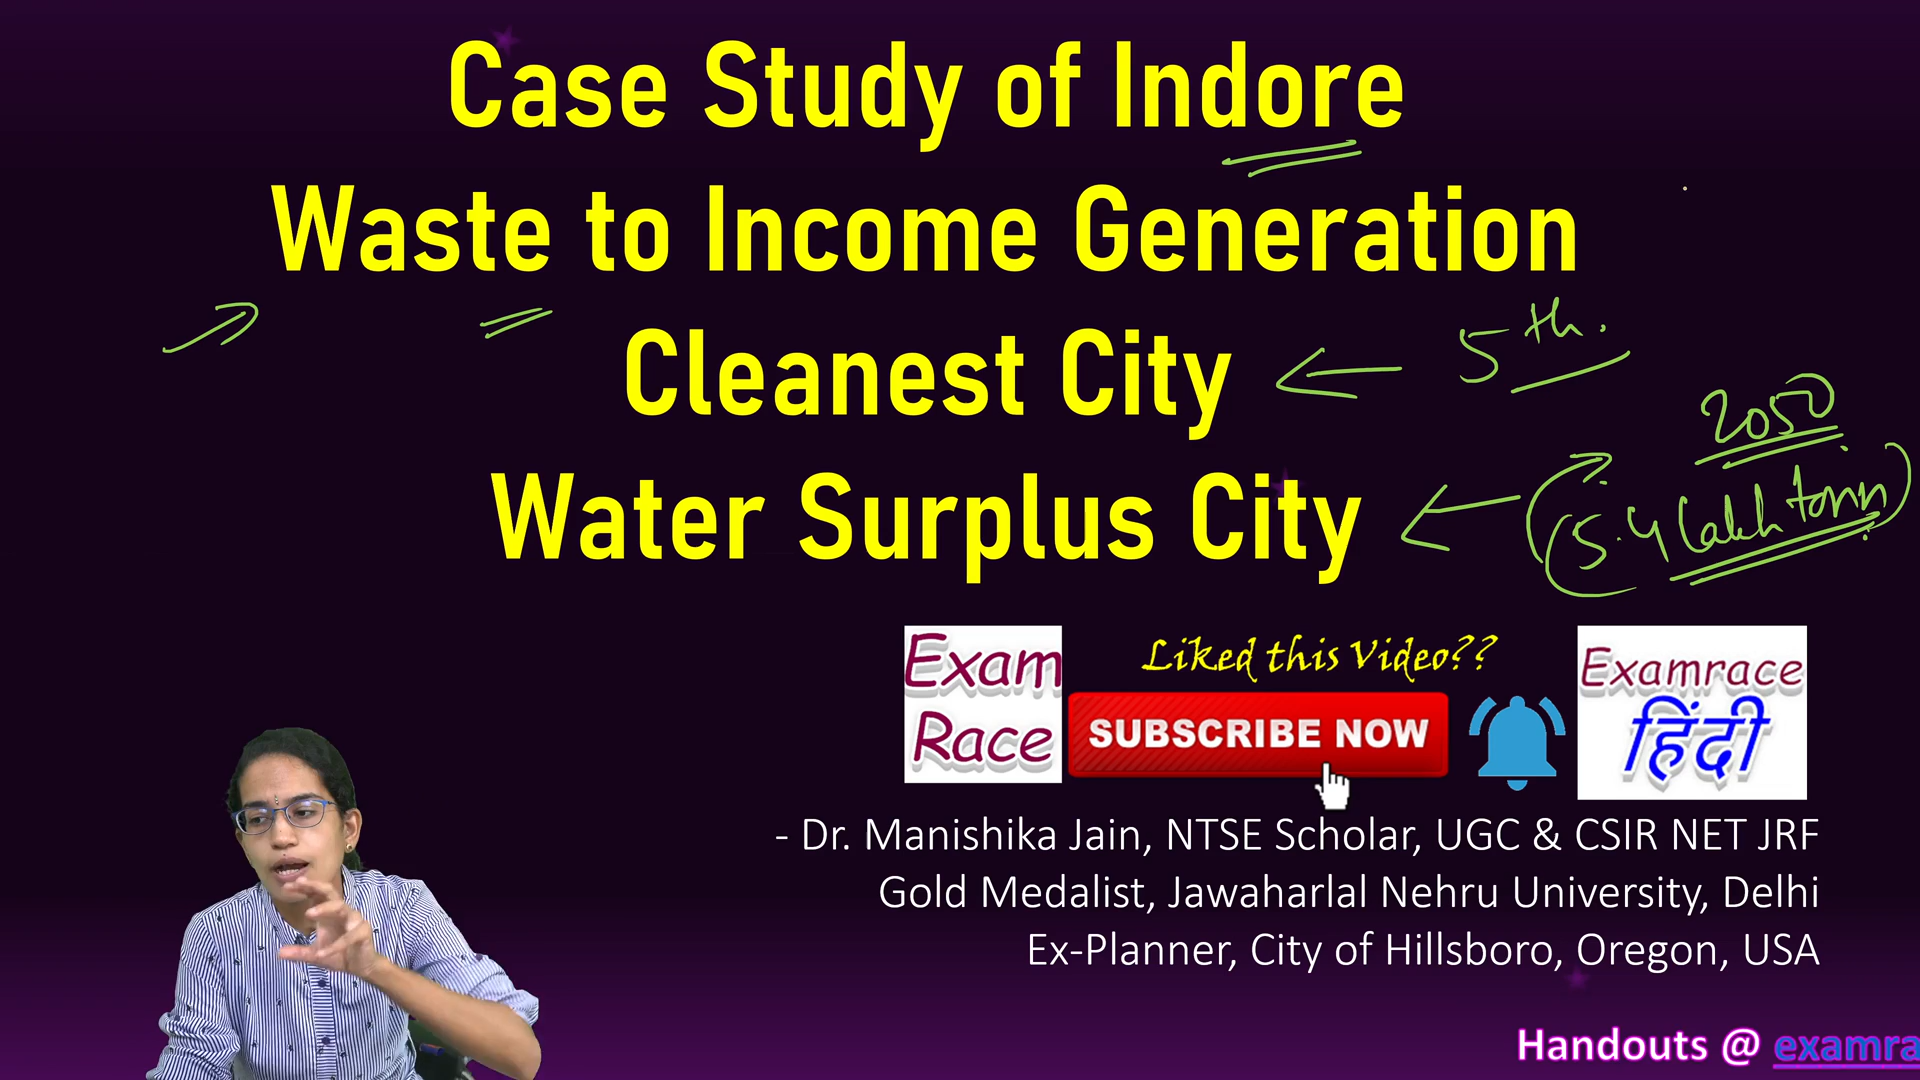 Case Study of Indore
Waste to Income Generation
Cleanest City
5th.
2050
Water Surplus City
(5.4 lakh tonn)
Exam
Race
Liked this Video??
SUBSCRIBE NOW
Examrace
हिंदी
- Dr. Manishika Jain, NTSE Scholar, UGC & CSIR NET JRF
Gold Medalist, Jawaharlal Nehru University, Delhi
Ex-Planner, City of Hillsboro, Oregon, USA
Handouts @ examra